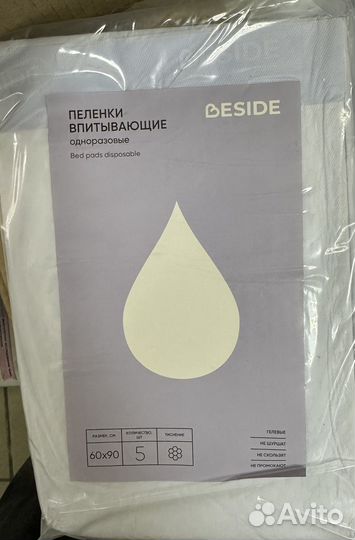 BESIDE
BESIDE
ПЕЛЕНКИ
ВПИТЫВАЮЩИЕ
одноразовые
Bed pads disposable
РАЗМЕР, СМ
60x90
КОЛИЧЕСТВО,
ШТ
5
ТИСНЕНИЕ
ГЕЛЕВЫЕ
НЕ ШУРШАТ
НЕ СКОЛЬЗЯТ
НЕ ПРОМОКАЮТ
Avito